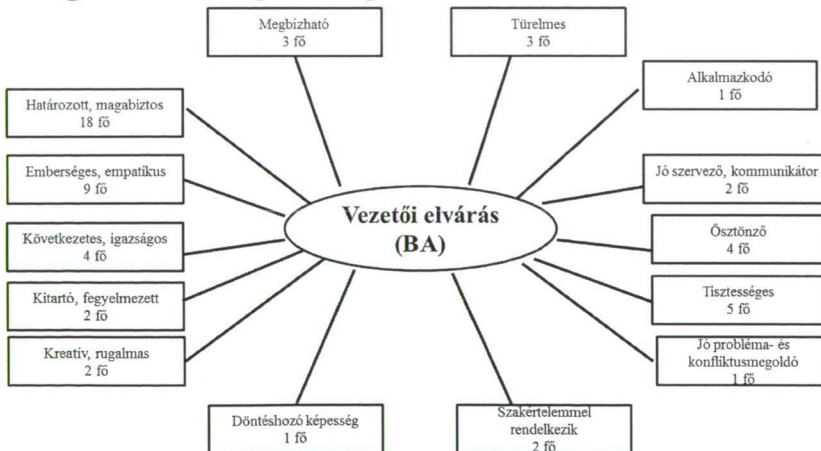 Megbízható
3 fő
Türelmes
3 fő
Alkalmazkodó
1 fő
Határozott, magabiztos
18 fő
Emberséges, empatikus
9 fő
Jó szervező, kommunikátor
2 fő
Vezetői elvárás
(BA)
Következetes, igazságos
4 fő
Ösztönző
4 fő
Kitartó, fegyelmezett
2 fő
Tisztességes
5 fő
Kreatív, rugalmas
2 fő
Jó probléma- és
konfliktusmegoldó
1 fő
Döntéshozó képesség
1 fő
Szakértelemmel
rendelkezik
2 fő